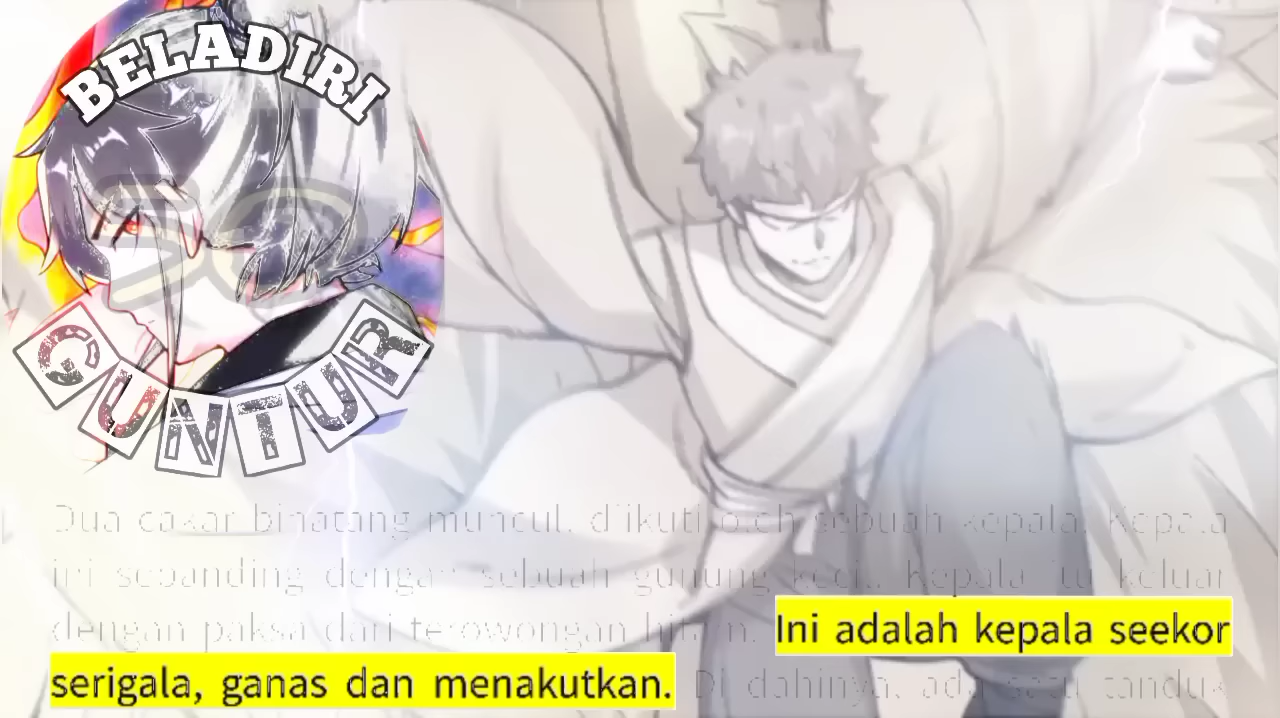 BELADIRI
GUNTUR
Dua cakar binatang muncul, diikuti oleh sebuah kepala. Kepala
ini sebanding dengan sebuah gunung kecil. Kepala itu keluar
dengan paksa dari terowongan hitam. Ini adalah kepala seekor
serigala, ganas dan menakutkan. Di dahinya, ada satu tanduk